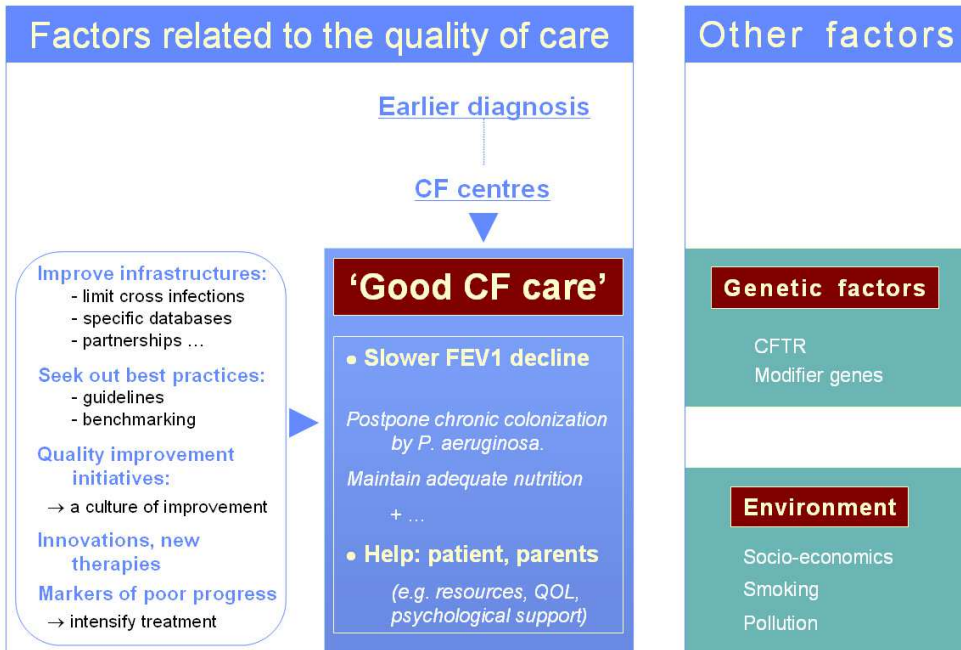 Factors related to the quality of care
Earlier diagnosis
CF centres
Improve infrastructures:
- limit cross infections
- specific databases
- partnerships …
Seek out best practices:
- guidelines
- benchmarking
Quality improvement
initiatives:
→ a culture of improvement
Innovations, new
therapies
Markers of poor progress
→ intensify treatment
‘Good CF care’
• Slower FEV1 decline
Postpone chronic colonization
by P. aeruginosa.
Maintain adequate nutrition
+ ...
• Help: patient, parents
(e.g. resources, QOL,
psychological support)
Other factors
Genetic factors
CFTR
Modifier genes
Environment
Socio-economics
Smoking
Pollution